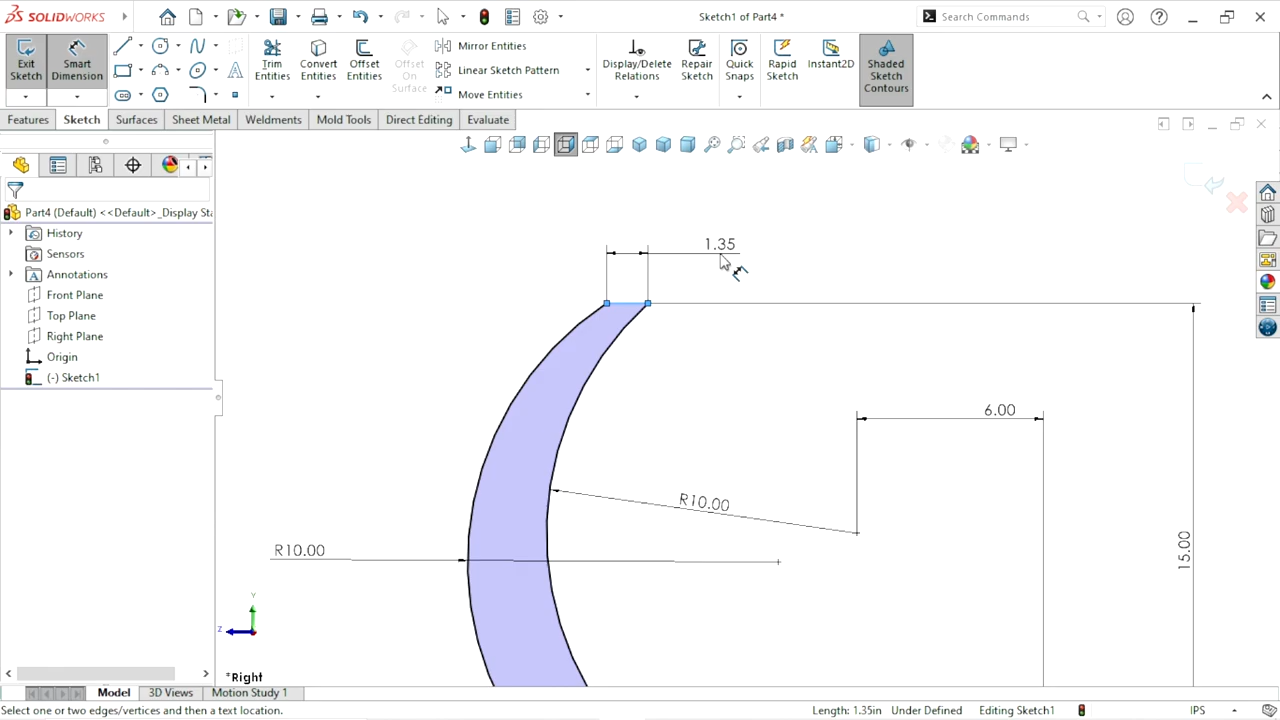 SOLIDWORKS
Sketch1 of Part4 *
Search Commands
Exit Sketch
Smart Dimension
Trim Entities
Convert Entities
Offset Entities
Offset On Surface
Mirror Entities
Linear Sketch Pattern
Move Entities
Display/Delete Relations
Repair Sketch
Quick Snaps
Rapid Sketch
Instant2D
Shaded Sketch Contours
Features
Sketch
Surfaces
Sheet Metal
Weldments
Mold Tools
Direct Editing
Evaluate
Part4 (Default) <<Default>_Display Sta
History
Sensors
Annotations
Front Plane
Top Plane
Right Plane
Origin
(-) Sketch1
1.35
6.00
R10.00
R10.00
15.00
Y
Z
*Right
Model
3D Views
Motion Study 1
Select one or two edges/vertices and then a text location.
Length: 1.35in
Under Defined
Editing Sketch1
IPS